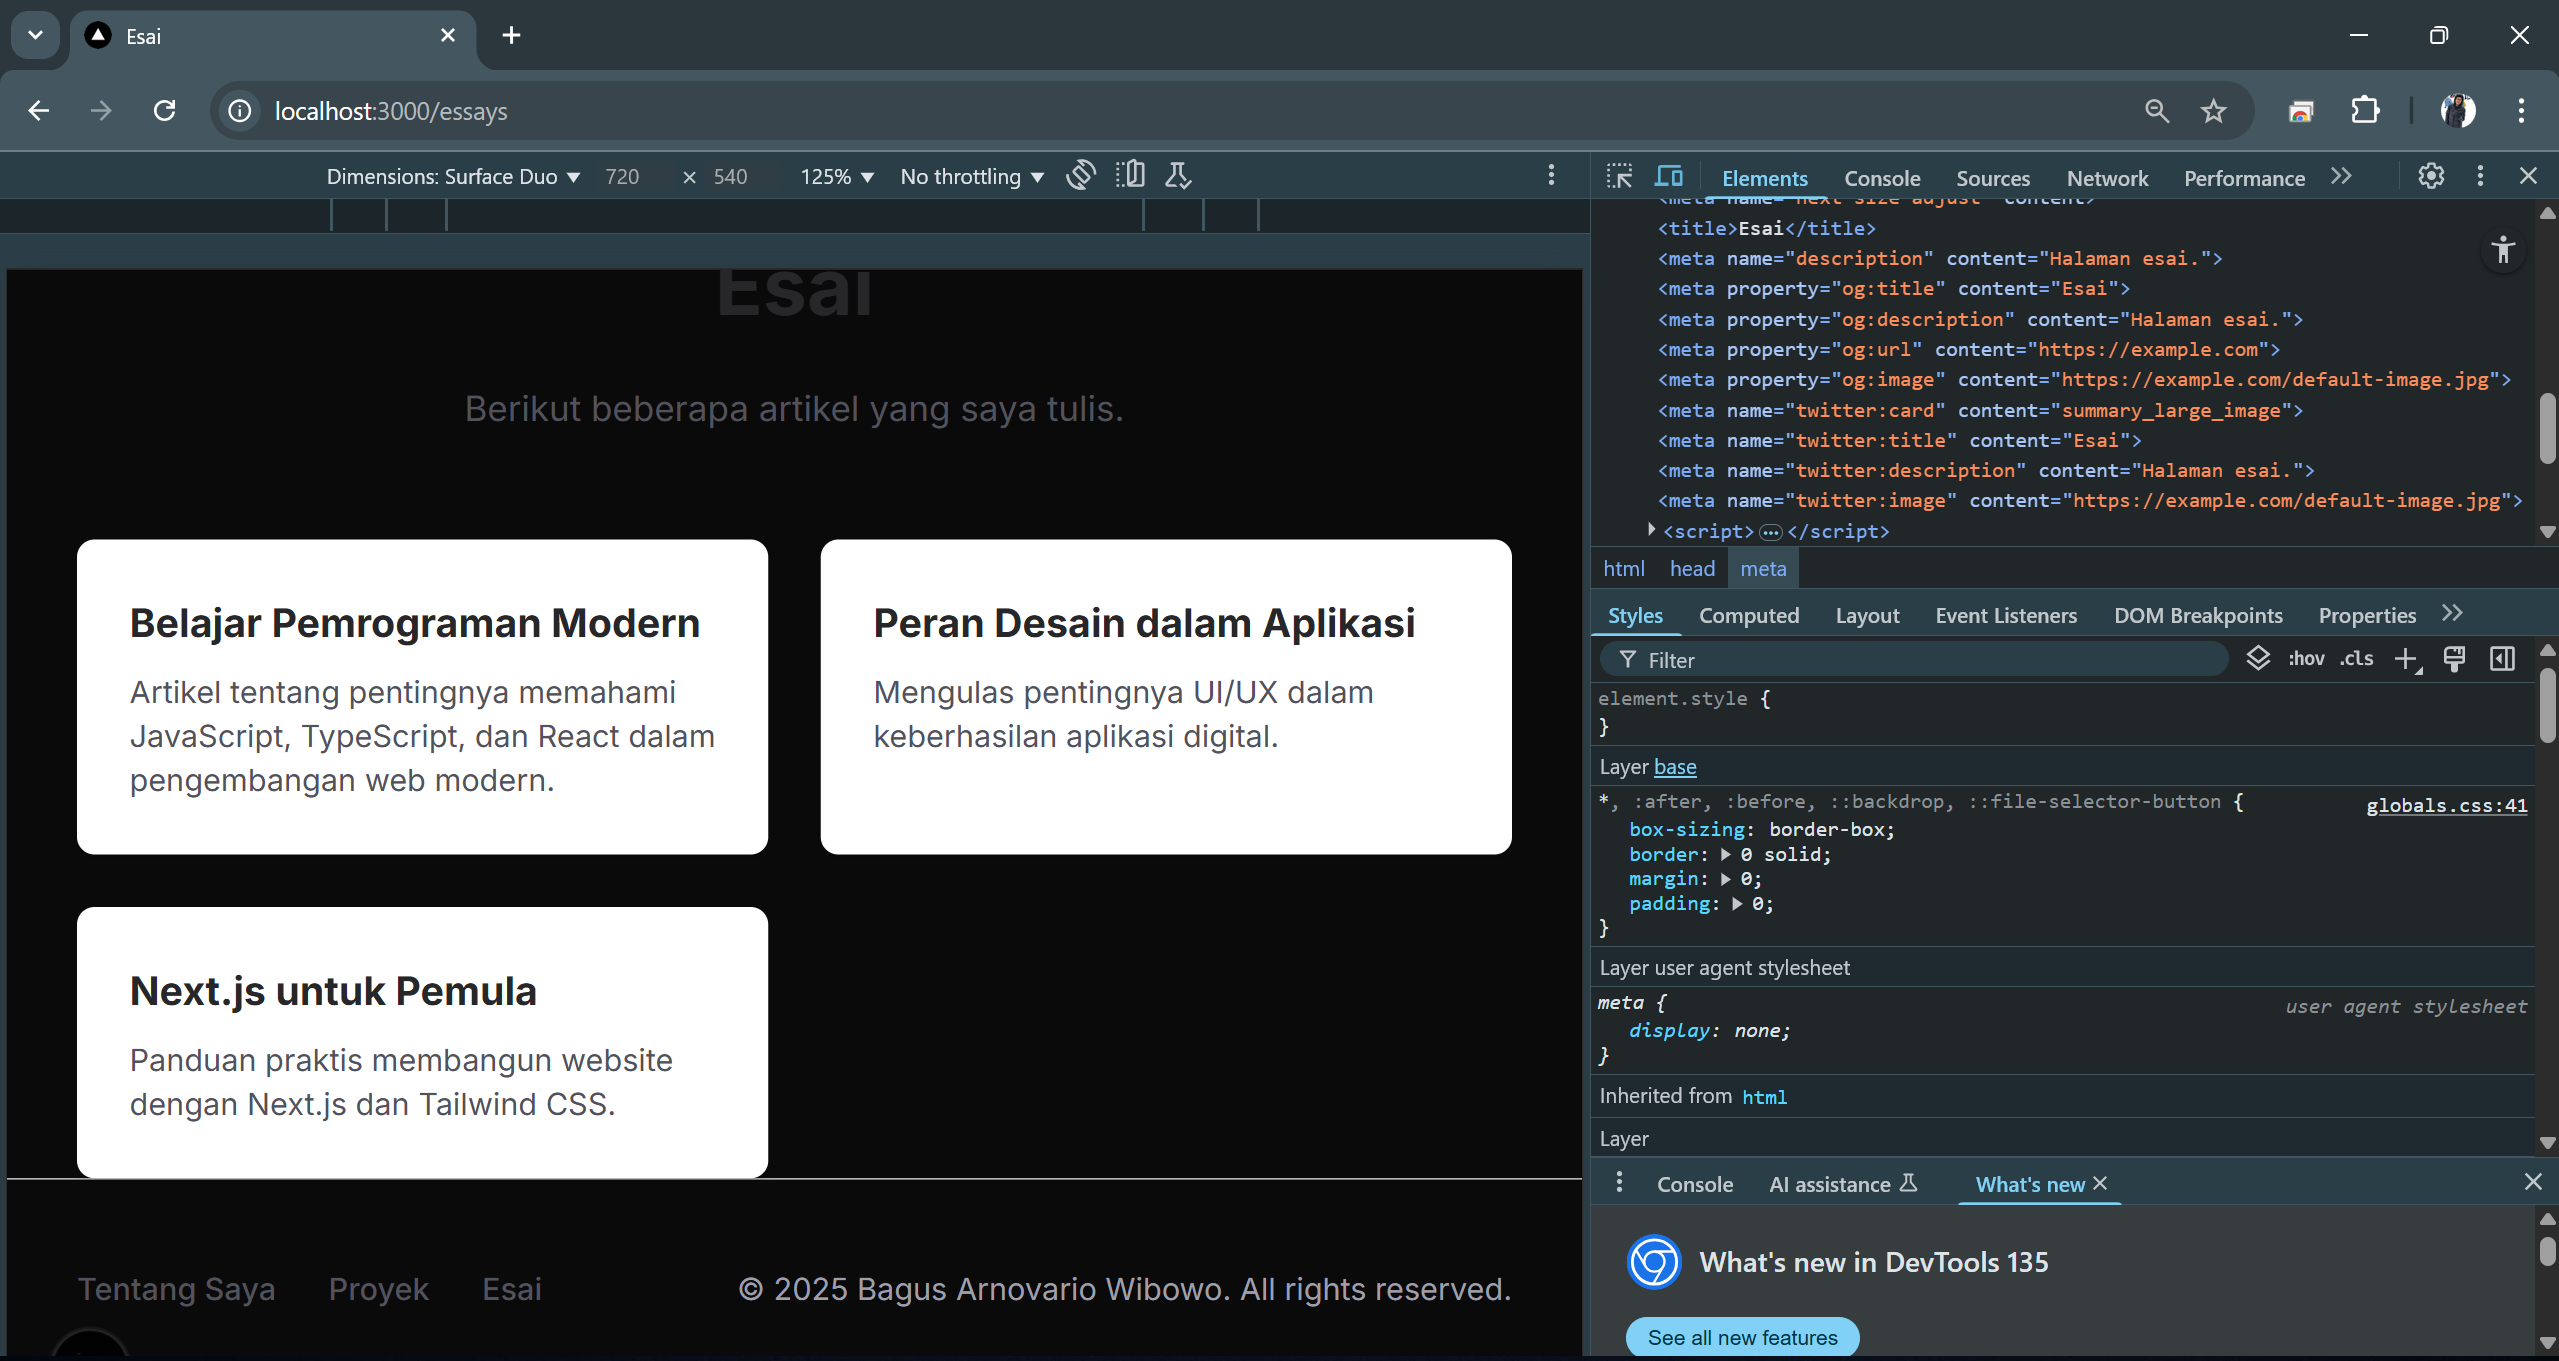 Esai
localhost:3000/essays
Dimensions: Surface Duo 720 × 540 125% No throttling
Esai
Berikut beberapa artikel yang saya tulis.
Belajar Pemrograman Modern
Artikel tentang pentingnya memahami
JavaScript, TypeScript, dan React dalam
pengembangan web modern.
Peran Desain dalam Aplikasi
Mengulas pentingnya UI/UX dalam
keberhasilan aplikasi digital.
Next.js untuk Pemula
Panduan praktis membangun website
dengan Next.js dan Tailwind CSS.
Tentang Saya Proyek Esai © 2025 Bagus Arnovario Wibowo. All rights reserved.
Elements Console Sources Network Performance
<meta name="next-size-adjust" content>
<title>Esai</title>
<meta name="description" content="Halaman esai.">
<meta property="og:title" content="Esai">
<meta property="og:description" content="Halaman esai.">
<meta property="og:url" content="https://example.com">
<meta property="og:image" content="https://example.com/default-image.jpg">
<meta name="twitter:card" content="summary_large_image">
<meta name="twitter:title" content="Esai">
<meta name="twitter:description" content="Halaman esai.">
<meta name="twitter:image" content="https://example.com/default-image.jpg">
<script>…</script>
html head meta
Styles Computed Layout Event Listeners DOM Breakpoints Properties
Filter :hov .cls
element.style {
}
Layer base
*, :after, :before, ::backdrop, ::file-selector-button { globals.css:41
box-sizing: border-box;
border: 0 solid;
margin: 0;
padding: 0;
}
Layer user agent stylesheet
meta { user agent stylesheet
display: none;
}
Inherited from html
Layer
Console AI assistance What's new
What's new in DevTools 135
See all new features